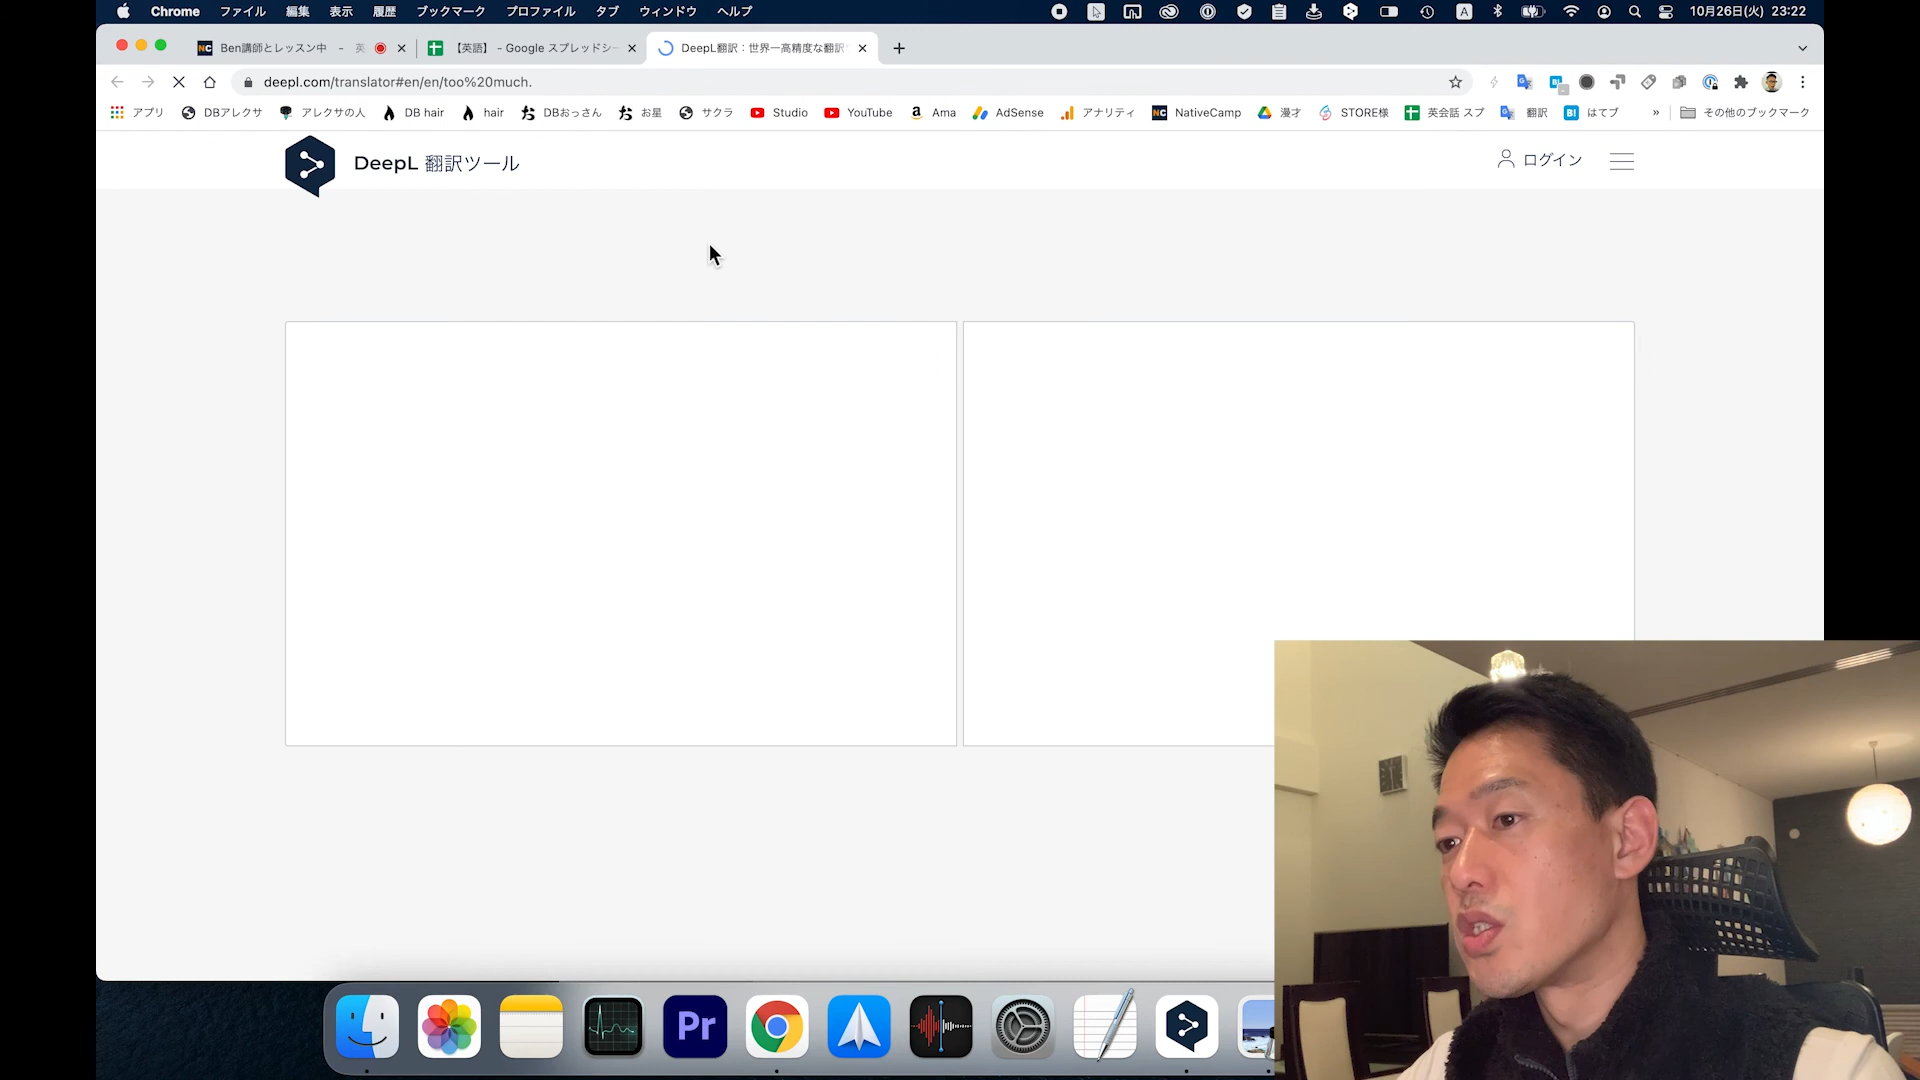 Chrome ファイル 編集 表示 履歴 ブックマーク プロファイル タブ ウィンドウ ヘルプ A 10月26日(火) 23:22
NC Ben講師とレッスン中 - 英
【英語】 - Google スプレッドシー
DeepL翻訳：世界一高精度な翻訳
deepl.com/translator#en/en/too%20much.
アプリ DBアレクサ アレクサの人 DB hair hair DBおっさん お星 サクラ Studio YouTube Ama AdSense アナリティ NC NativeCamp 漫才 STORE様 英会話 スプ 翻訳 B! はてブ » その他のブックマーク
DeepL 翻訳ツール
ログイン
Pr